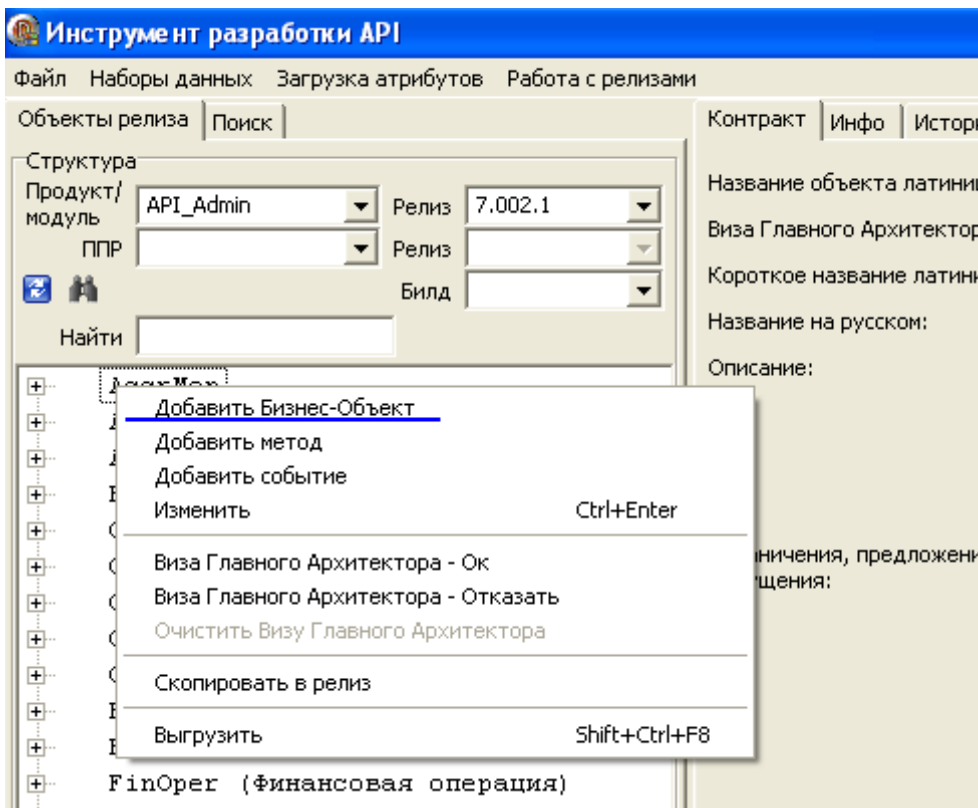 Инструмент разработки API
Файл Наборы данных Загрузка атрибутов Работа с релизами
Объекты релиза Поиск
Контракт Инфо
Структура
Продукт/
модуль
API_Admin
Релиз 7.002.1
ППР
Релиз
Билд
Найти
Название объекта
Виза Главного
Короткое название
Название на русском:
Описание:
Добавить Бизнес-Объект
Добавить метод
Добавить событие
Изменить Ctrl+Enter
Виза Главного Архитектора - Ок
Виза Главного Архитектора - Отказать
Очистить Визу Главного Архитектора
Скопировать в релиз
Выгрузить Shift+Ctrl+F8
FinOper (Финансовая операция)